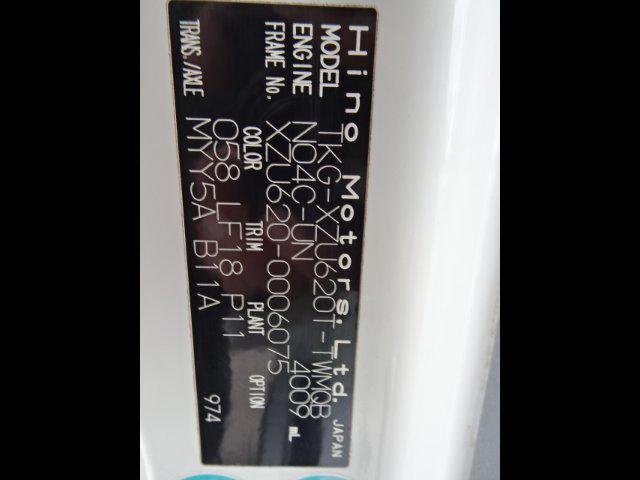 Hino Motors, Ltd. JAPAN
MODEL TKG-XZU620T-TWMQB
ENGINE N04C-UN 4009 mL
FRAME No. XZU620-0006075
COLOR TRIM PLANT OPTION
058 LF18 P11
TRANS./AXLE MYY5A B11A
974